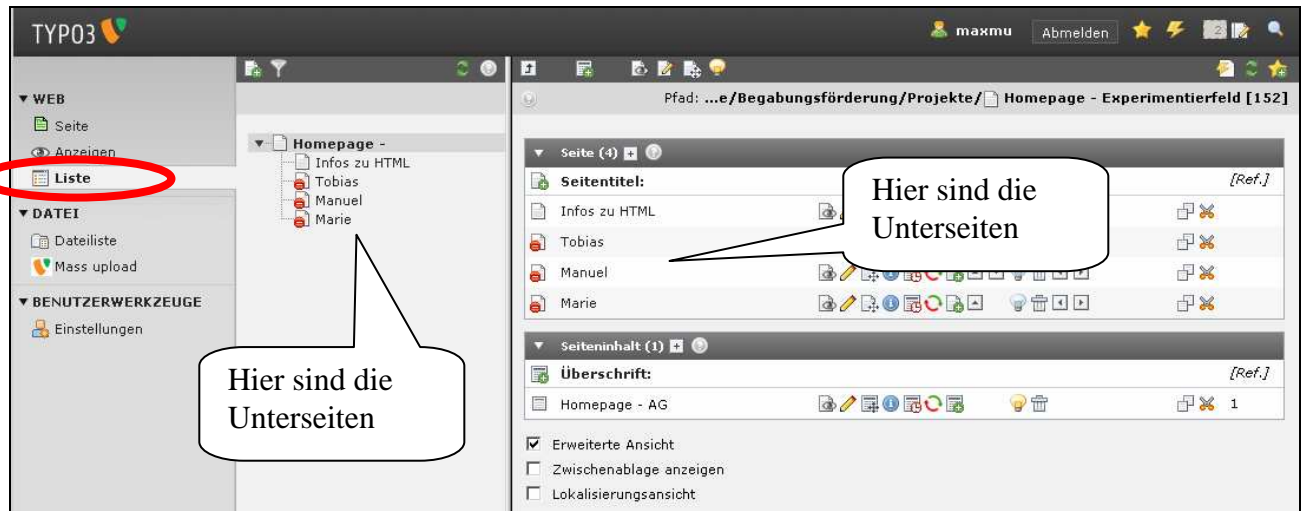 TYPO3
maxmu
Abmelden
2
WEB
Seite
Anzeigen
Liste
DATEI
Dateiliste
Mass upload
BENUTZERWERKZEUGE
Einstellungen
Homepage -
Infos zu HTML
Tobias
Manuel
Marie
Hier sind die
Unterseiten
Pfad: ...e/Begabungsförderung/Projekte/ Homepage - Experimentierfeld [152]
Seite (4)
Seitentitel: [Ref.]
Infos zu HTML
Tobias
Manuel
Marie
Hier sind die
Unterseiten
Seiteninhalt (1)
Überschrift: [Ref.]
Homepage - AG 1
Erweiterte Ansicht
Zwischenablage anzeigen
Lokalisierungsansicht